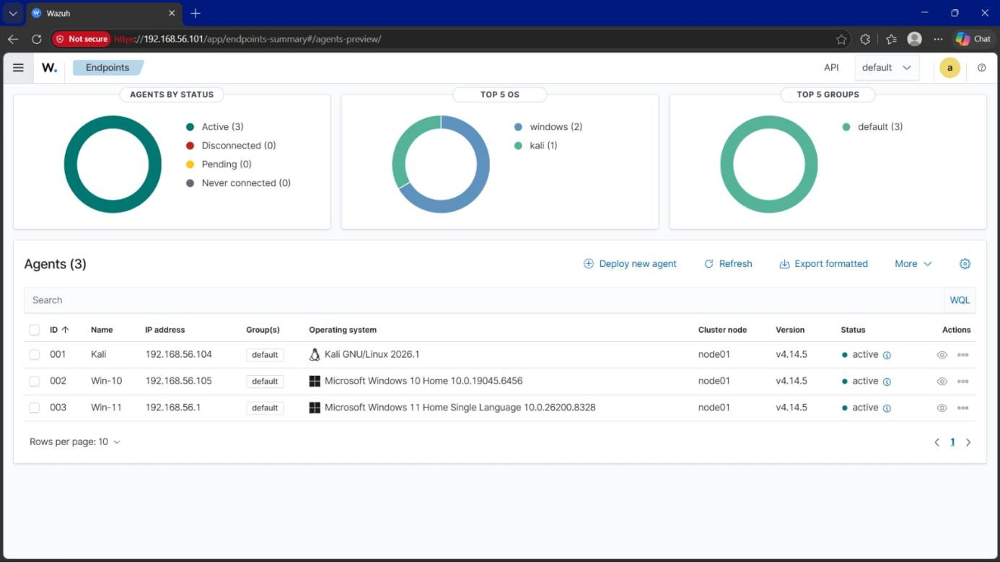 Wazuh
Not secure https://192.168.56.101/app/endpoints-summary#/agents-preview/ Chat
W. Endpoints API default a
AGENTS BY STATUS
Active (3)
Disconnected (0)
Pending (0)
Never connected (0)
TOP 5 OS
windows (2)
kali (1)
TOP 5 GROUPS
default (3)
Agents (3) Deploy new agent Refresh Export formatted More
Search WQL
ID Name IP address Group(s) Operating system Cluster node Version Status Actions
001 Kali 192.168.56.104 default Kali GNU/Linux 2026.1 node01 v4.14.5 active
002 Win-10 192.168.56.105 default Microsoft Windows 10 Home 10.0.19045.6456 node01 v4.14.5 active
003 Win-11 192.168.56.1 default Microsoft Windows 11 Home Single Language 10.0.26200.8328 node01 v4.14.5 active
Rows per page: 10 1